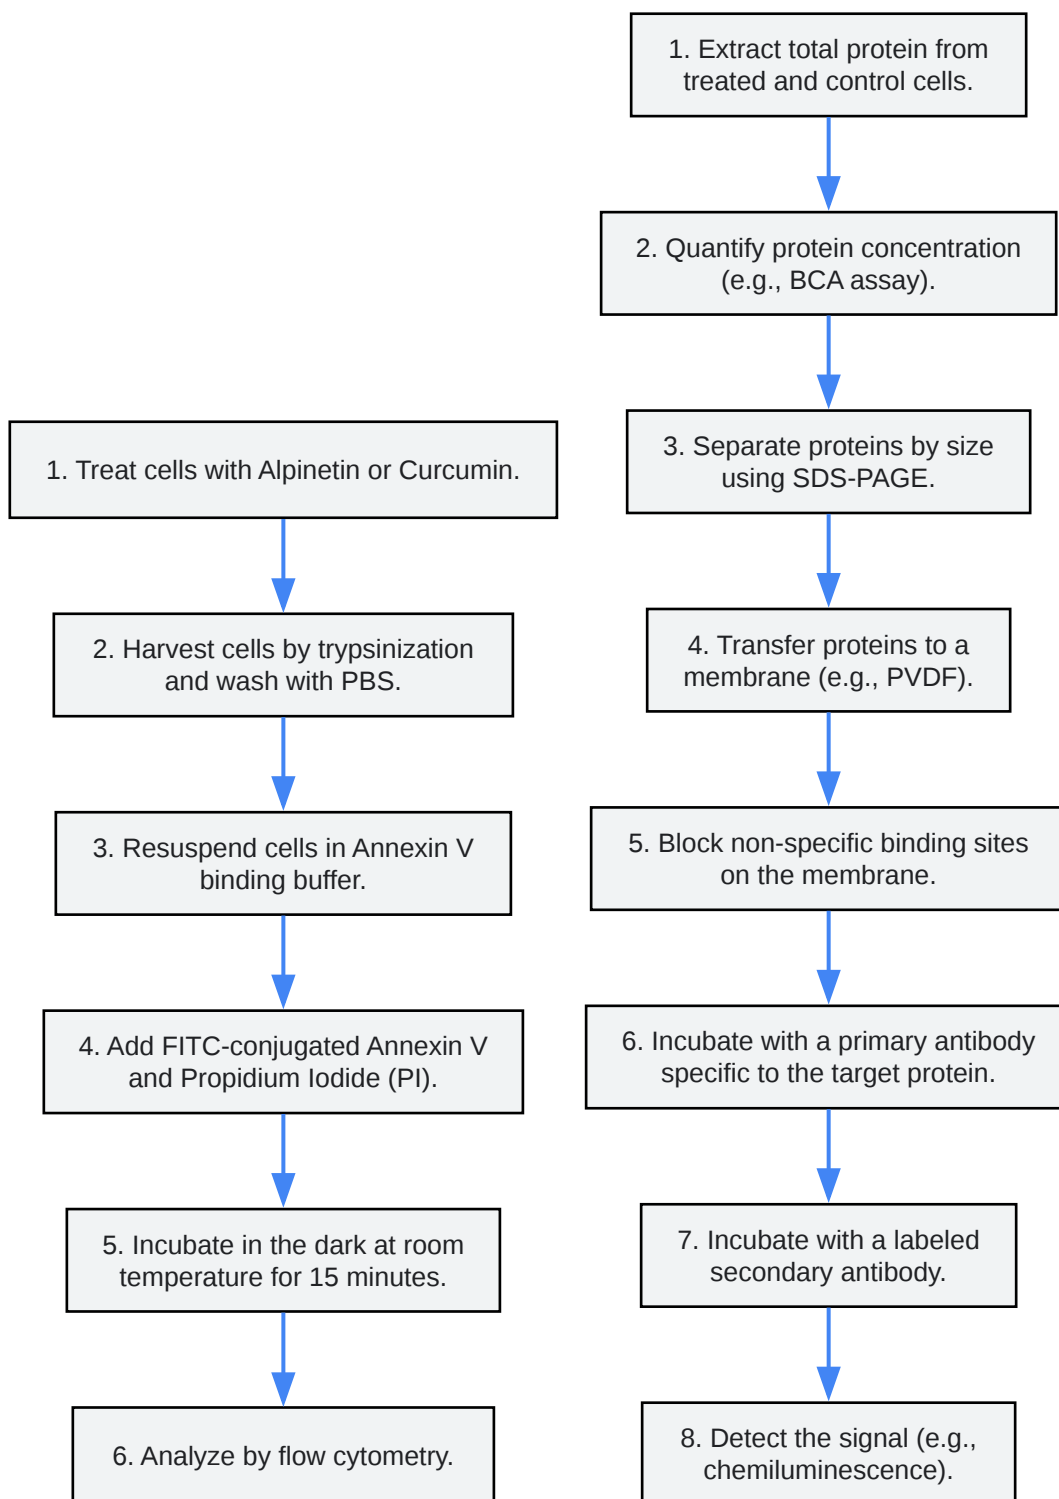 1. Treat cells with Alpinetin or Curcumin.
2. Harvest cells by trypsinization
and wash with PBS.
3. Resuspend cells in Annexin V
binding buffer.
4. Add FITC-conjugated Annexin V
and Propidium Iodide (PI).
5. Incubate in the dark at room
temperature for 15 minutes.
6. Analyze by flow cytometry.
1. Extract total protein from
treated and control cells.
2. Quantify protein concentration
(e.g., BCA assay).
3. Separate proteins by size
using SDS-PAGE.
4. Transfer proteins to a
membrane (e.g., PVDF).
5. Block non-specific binding sites
on the membrane.
6. Incubate with a primary antibody
specific to the target protein.
7. Incubate with a labeled
secondary antibody.
8. Detect the signal (e.g.,
chemiluminescence).